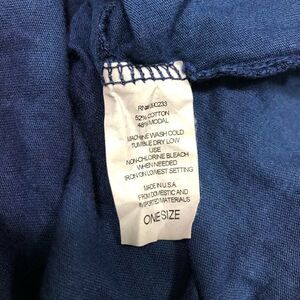 52% COTTON
48% MODAL
MACHINE WASH COLD
TUMBLE DRY LOW
USE
NON-CHLORINE BLEACH
WHEN NEEDED
IRON ON LOWEST SETTING
MADE IN U.S.A.
FROM DOMESTIC AND
IMPORTED MATERIALS
ONE SIZE